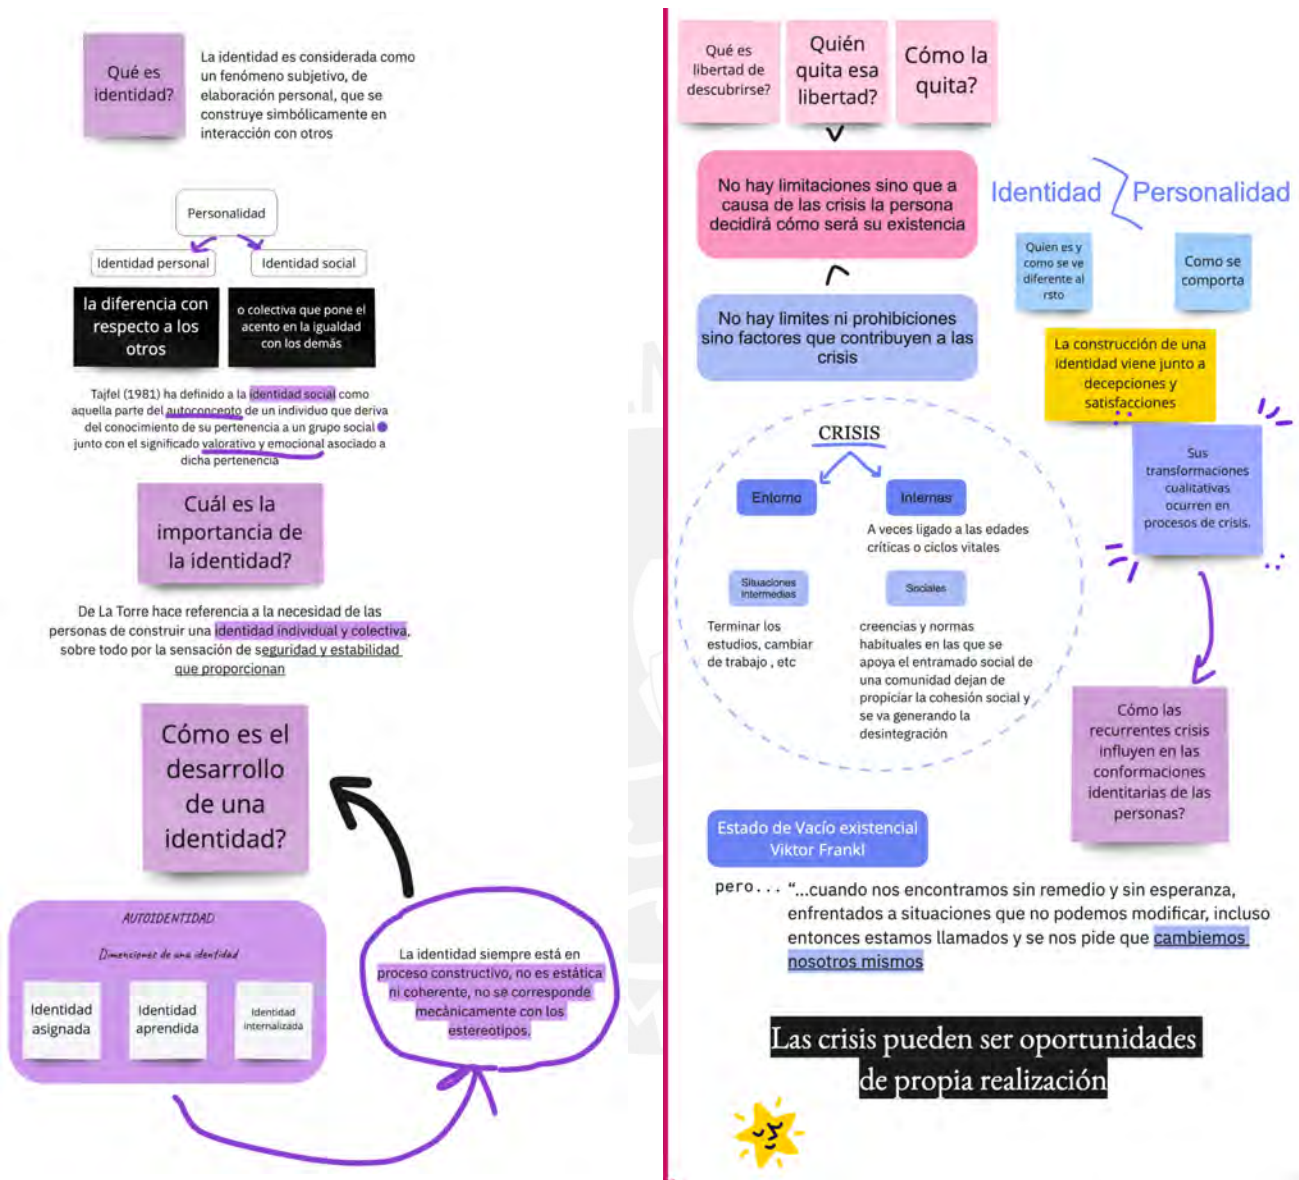 Qué es
identidad?
La identidad es considerada como
un fenómeno subjetivo, de
elaboración personal, que se
construye simbólicamente en
interacción con otros
Personalidad
Identidad personal
Identidad social
la diferencia con
respecto a los
otros
o colectiva que pone el
acento en la igualdad
con los demás
Tajfel (1981) ha definido a la identidad social como
aquella parte del autoconcepto de un individuo que deriva
del conocimiento de su pertenencia a un grupo social
junto con el significado valorativo y emocional asociado a
dicha pertenencia
Cuál es la
importancia de
la identidad?
De La Torre hace referencia a la necesidad de las
personas de construir una identidad individual y colectiva,
sobre todo por la sensación de seguridad y estabilidad
que proporcionan
Cómo es el
desarrollo
de una
identidad?
AUTOIDENTIDAD
Dimenciones de una identidad
Identidad
asignada
Identidad
aprendida
Identidad
internalizada
La identidad siempre está en
proceso constructivo, no es estática
ni coherente, no se corresponde
mecánicamente con los
estereotipos.
Qué es
libertad de
descubrirse?
Quién
quita esa
libertad?
Cómo la
quita?
No hay limitaciones sino que a
causa de las crisis la persona
decidirá cómo será su existencia
No hay limites ni prohibiciones
sino factores que contribuyen a las
crisis
Identidad
Personalidad
Quien es y
como se ve
diferente al
rsto
Como se
comporta
La construcción de una
identidad viene junto a
decepciones y
satisfacciones
Sus
transformaciones
cualitativas
ocurren en
procesos de crisis.
CRISIS
Entorno
Internas
A veces ligado a las edades
críticas o ciclos vitales
Situaciones
intermedias
Sociales
Terminar los
estudios, cambiar
de trabajo , etc
creencias y normas
habituales en las que se
apoya el entramado social de
una comunidad dejan de
propiciar la cohesión social y
se va generando la
desintegración
Cómo las
recurrentes crisis
influyen en las
conformaciones
identitarias de las
personas?
Estado de Vacío existencial
Viktor Frankl
pero... “...cuando nos encontramos sin remedio y sin esperanza,
enfrentados a situaciones que no podemos modificar, incluso
entonces estamos llamados y se nos pide que cambiemos
nosotros mismos
Las crisis pueden ser oportunidades
de propia realización